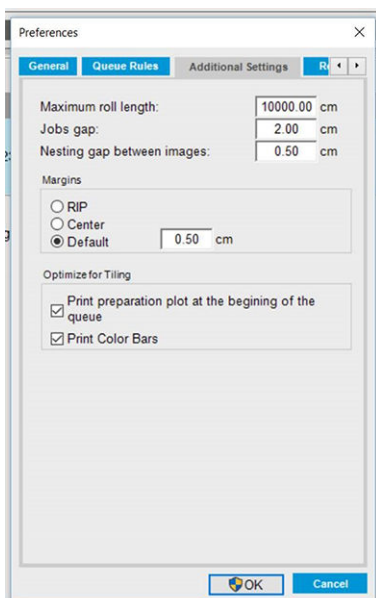 Preferences
General Queue Rules Additional Settings R
Maximum roll length: 10000.00 cm
Jobs gap: 2.00 cm
Nesting gap between images: 0.50 cm
Margins
RIP
Center
Default 0.50 cm
Optimize for Tiling
Print preparation plot at the begining of the
queue
Print Color Bars
OK Cancel